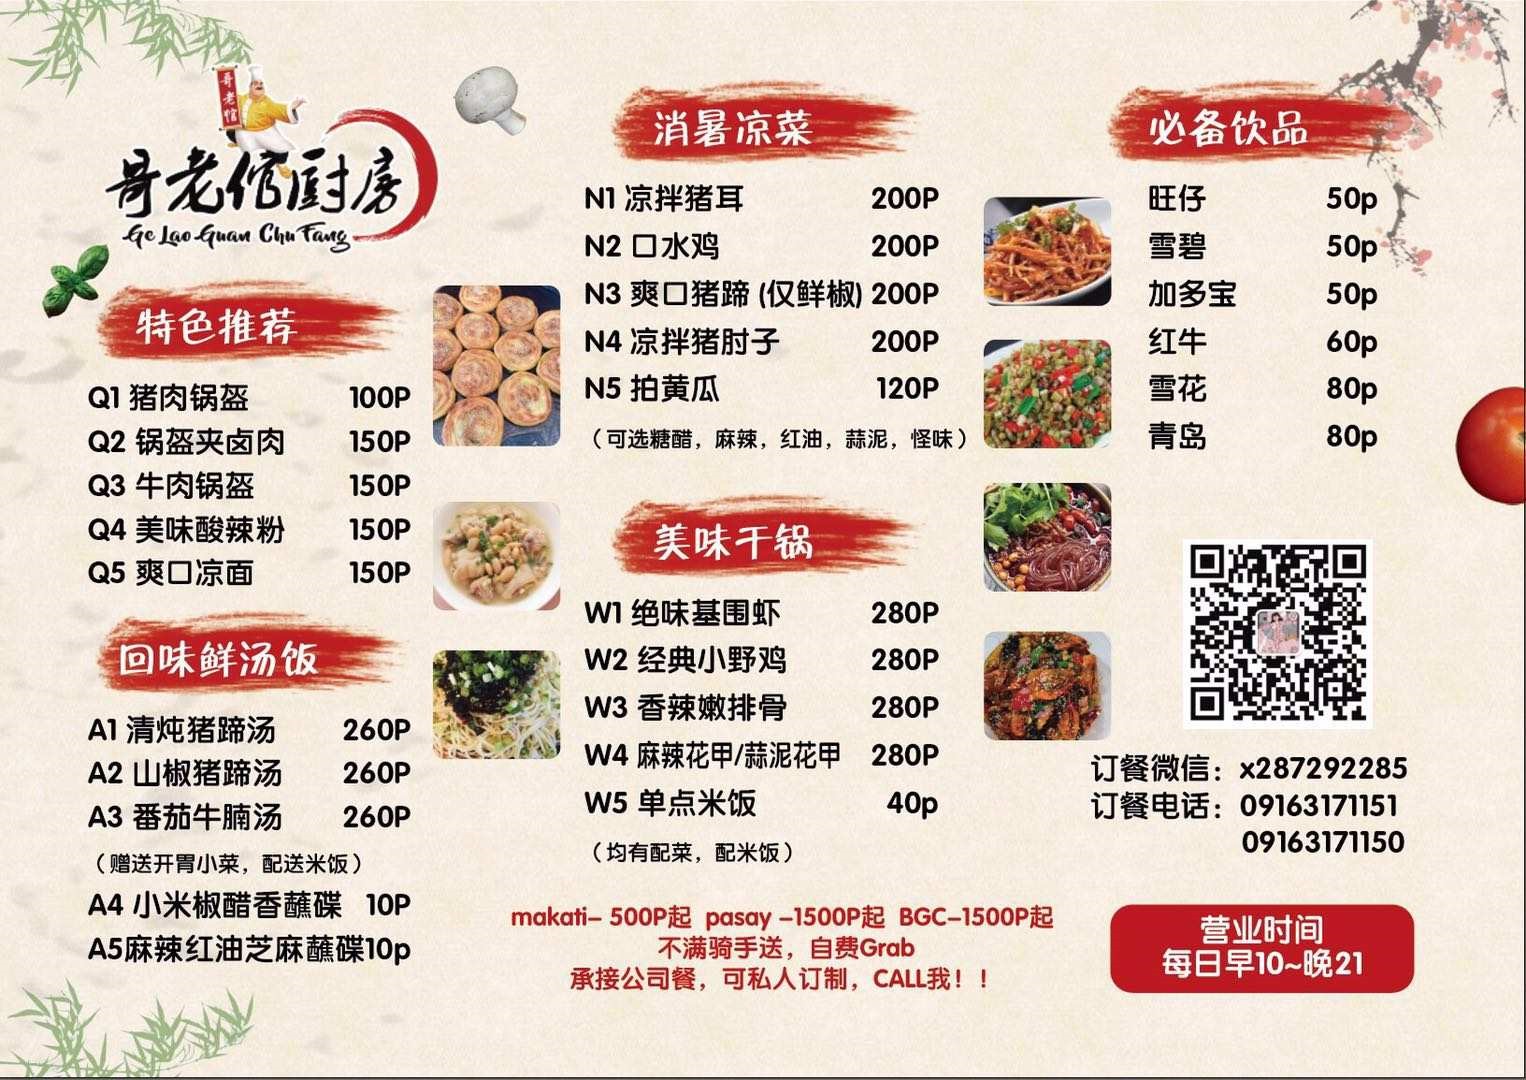 哥老馆
哥老馆厨房
Ge Lao Guan Chu Fang
特色推荐
Q1 猪肉锅盔 100P
Q2 锅盔夹卤肉 150P
Q3 牛肉锅盔 150P
Q4 美味酸辣粉 150P
Q5 爽口凉面 150P
回味鲜汤饭
A1 清炖猪蹄汤 260P
A2 山椒猪蹄汤 260P
A3 番茄牛腩汤 260P
（赠送开胃小菜，配送米饭）
A4 小米椒醋香蘸碟 10P
A5麻辣红油芝麻蘸碟10p
消暑凉菜
N1 凉拌猪耳 200P
N2 口水鸡 200P
N3 爽口猪蹄 (仅鲜椒) 200P
N4 凉拌猪肘子 200P
N5 拍黄瓜 120P
（可选糖醋，麻辣，红油，蒜泥，怪味）
美味干锅
W1 绝味基围虾 280P
W2 经典小野鸡 280P
W3 香辣嫩排骨 280P
W4 麻辣花甲/蒜泥花甲 280P
W5 单点米饭 40p
（均有配菜，配米饭）
makati- 500P起 pasay -1500P起 BGC-1500P起
不满骑手送，自费Grab
承接公司餐，可私人订制，CALL我！！
必备饮品
旺仔 50p
雪碧 50p
加多宝 50p
红牛 60p
雪花 80p
青岛 80p
订餐微信：x287292285
订餐电话：09163171151
09163171150
营业时间
每日早10~晚21